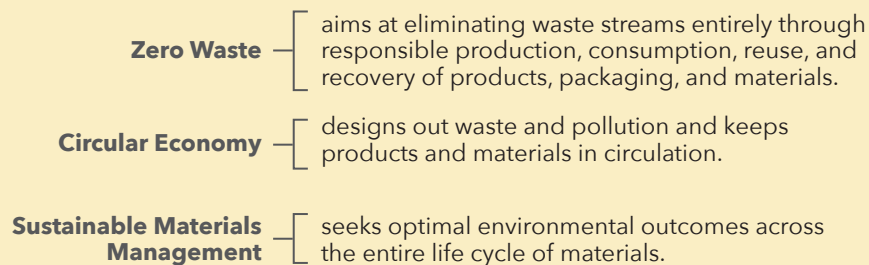 Zero Waste
aims at eliminating waste streams entirely through
responsible production, consumption, reuse, and
recovery of products, packaging, and materials.
Circular Economy
designs out waste and pollution and keeps
products and materials in circulation.
Sustainable Materials
Management
seeks optimal environmental outcomes across
the entire life cycle of materials.